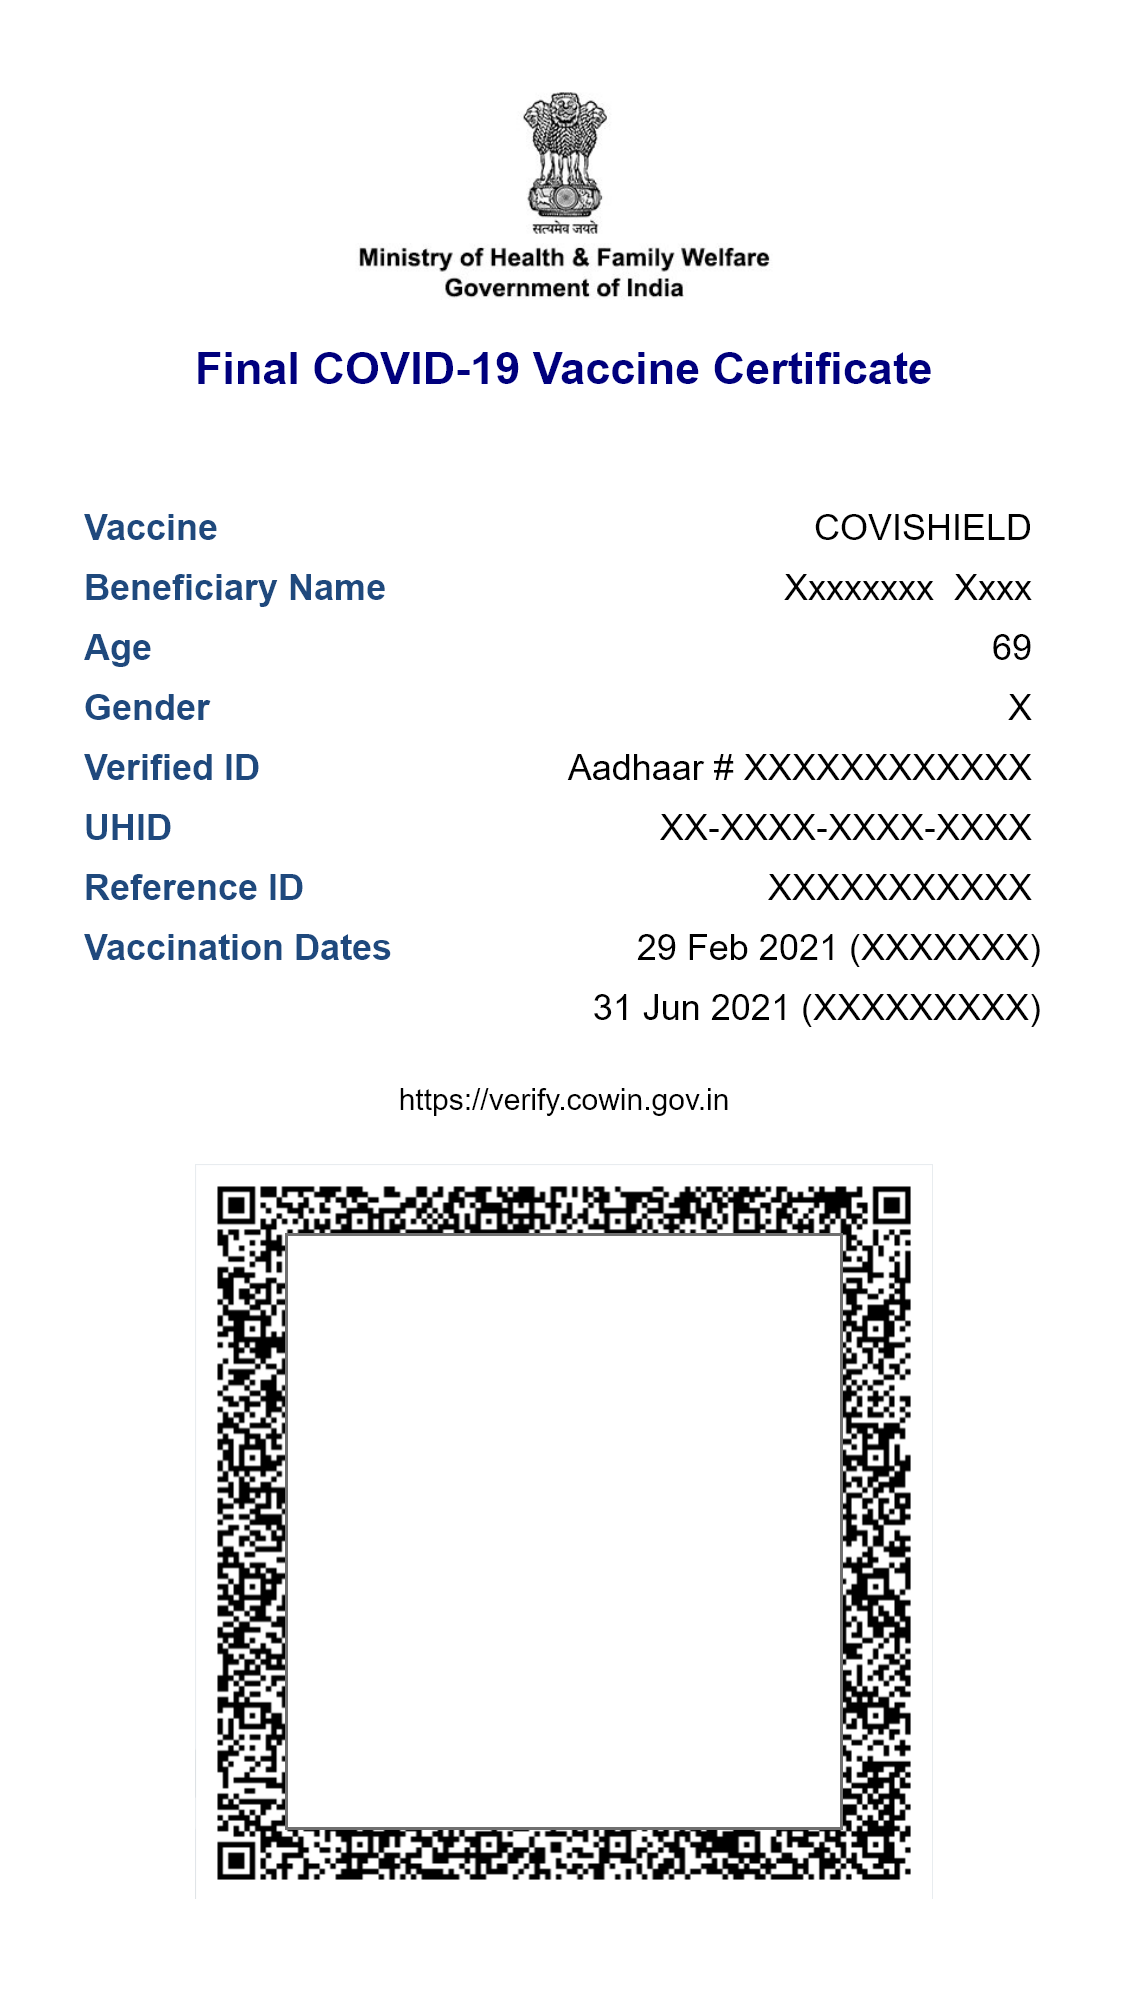 सत्यमेव जयते
Ministry of Health & Family Welfare
Government of India
Final COVID-19 Vaccine Certificate
Vaccine COVISHIELD
Beneficiary Name Xxxxxxxx Xxxx
Age 69
Gender X
Verified ID Aadhaar # XXXXXXXXXXXX
UHID XX-XXXX-XXXX-XXXX
Reference ID XXXXXXXXXXX
Vaccination Dates 29 Feb 2021 (XXXXXXX)
31 Jun 2021 (XXXXXXXXX)
https://verify.cowin.gov.in